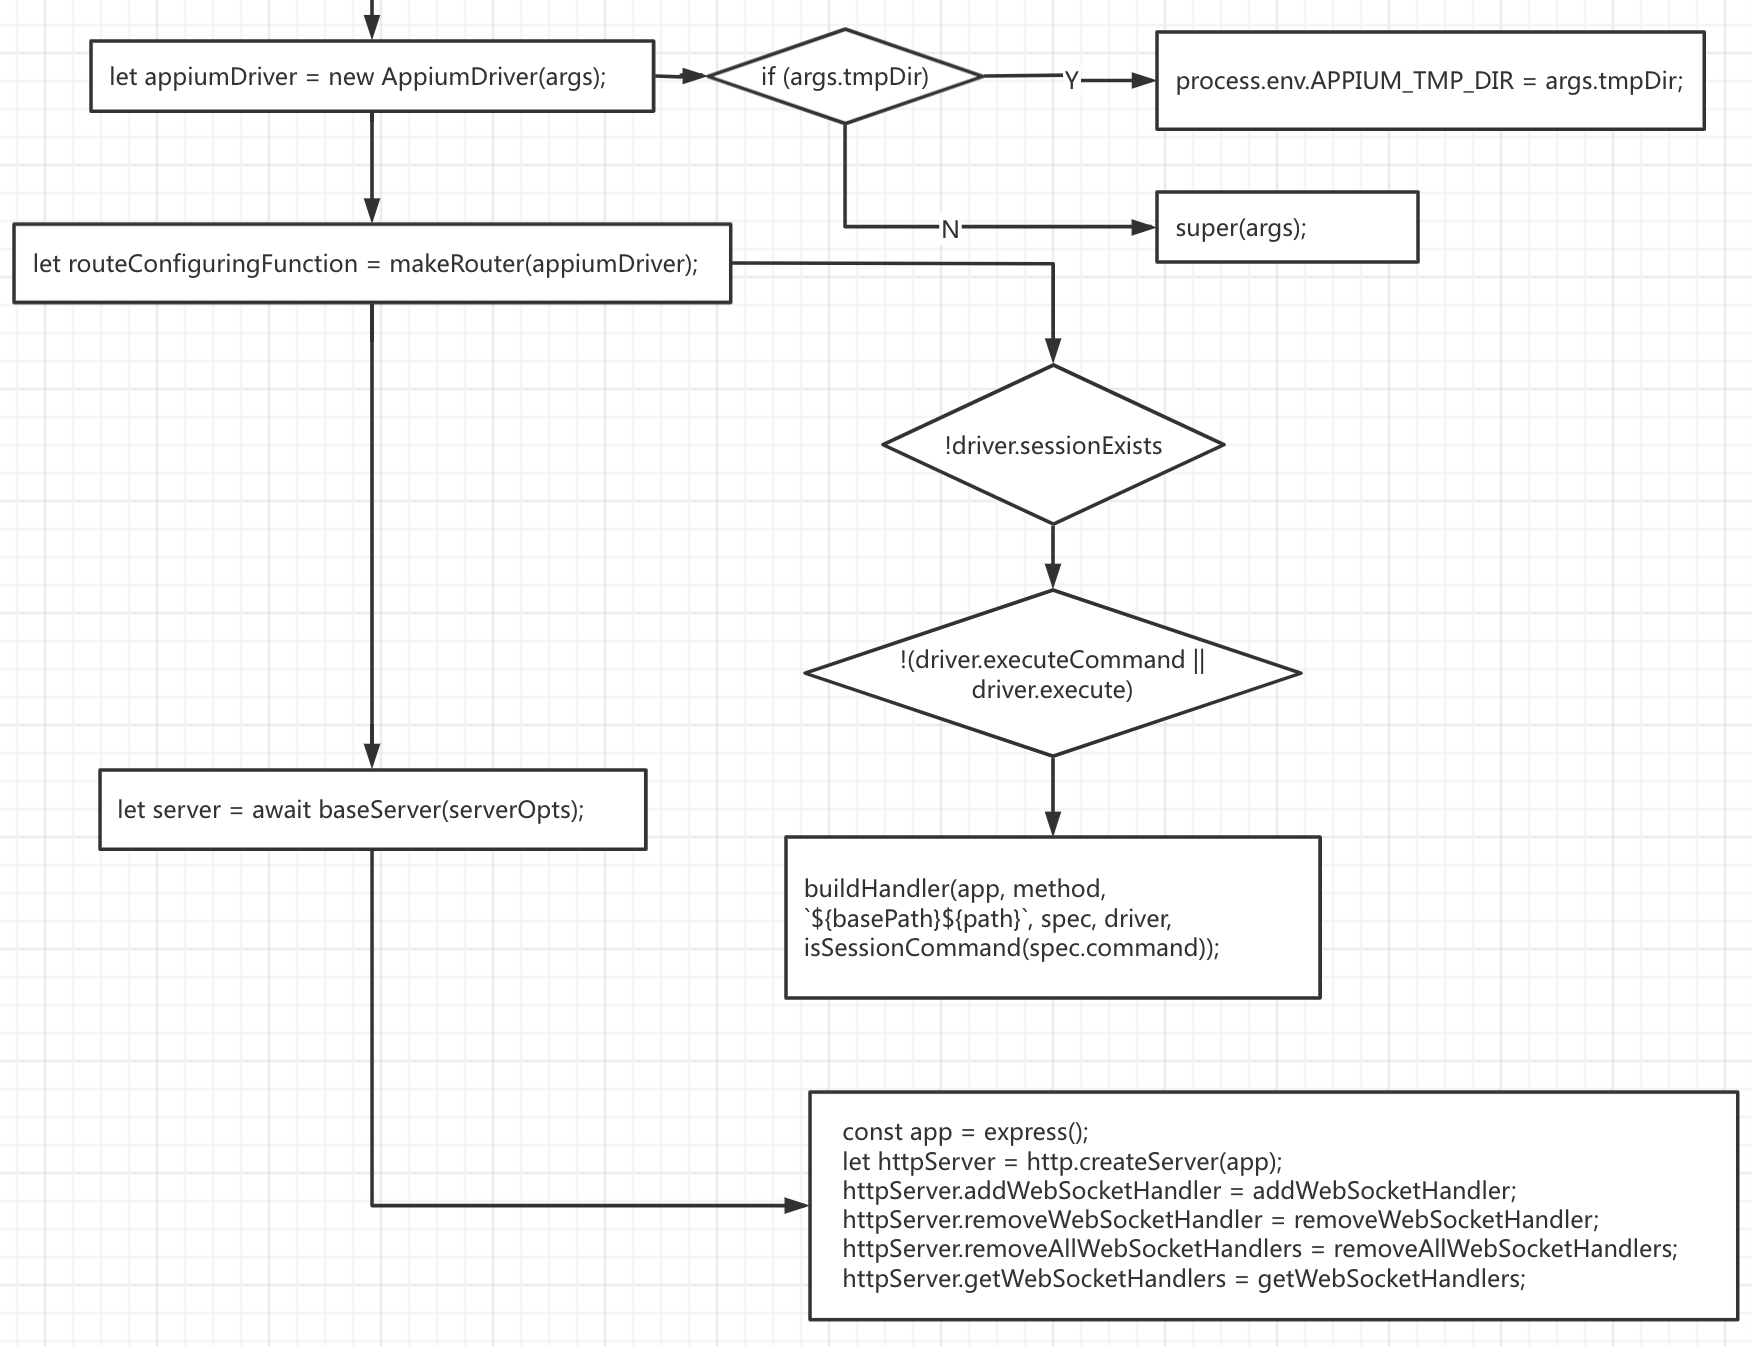 let appiumDriver = new AppiumDriver(args);
if (args.tmpDir)
Y
process.env.APPIUM_TMP_DIR = args.tmpDir;
N
super(args);
let routeConfiguringFunction = makeRouter(appiumDriver);
!driver.sessionExists
!(driver.executeCommand ||
driver.execute)
let server = await baseServer(serverOpts);
buildHandler(app, method,
`${basePath}${path}`, spec, driver,
isSessionCommand(spec.command));
const app = express();
let httpServer = http.createServer(app);
httpServer.addWebSocketHandler = addWebSocketHandler;
httpServer.removeWebSocketHandler = removeWebSocketHandler;
httpServer.removeAllWebSocketHandlers = removeAllWebSocketHandlers;
httpServer.getWebSocketHandlers = getWebSocketHandlers;